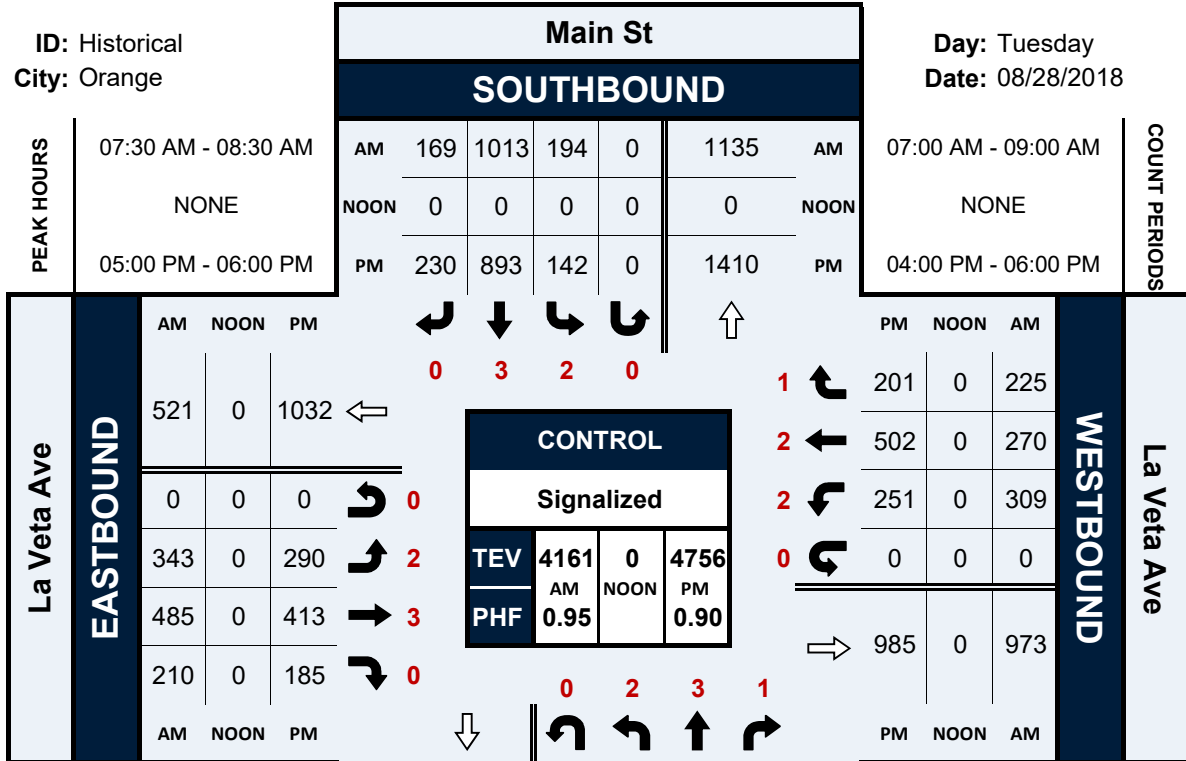 ID: Historical
City: Orange
Main St
SOUTHBOUND
Day: Tuesday
Date: 08/28/2018
PEAK HOURS
07:30 AM - 08:30 AM
NONE
05:00 PM - 06:00 PM
AM 169 1013 194 0 1135 AM
NOON 0 0 0 0 0 NOON
PM 230 893 142 0 1410 PM
07:00 AM - 09:00 AM
NONE
04:00 PM - 06:00 PM
COUNT PERIODS
0 3 2 0
La Veta Ave
EASTBOUND
AM NOON PM
521 0 1032
0 0 0 0
343 0 290 2
485 0 413 3
210 0 185 0
AM NOON PM
CONTROL
Signalized
TEV 4161 0 4756
AM NOON PM
PHF 0.95 0.90
PM NOON AM
1 201 0 225
2 502 0 270
2 251 0 309
0 0 0 0
985 0 973
PM NOON AM
WESTBOUND
La Veta Ave
0 2 3 1